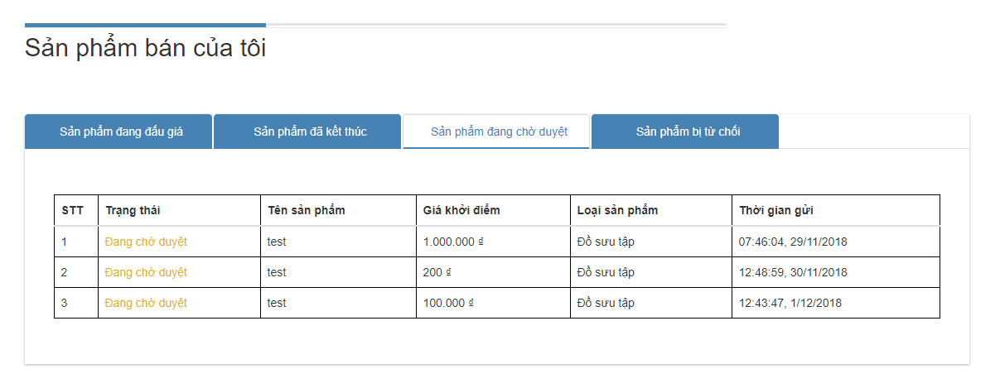 Sản phẩm bán của tôi
Sản phẩm đang đấu giá Sản phẩm đã kết thúc Sản phẩm đang chờ duyệt Sản phẩm bị từ chối
STT Trạng thái Tên sản phẩm Giá khởi điểm Loại sản phẩm Thời gian gửi
1 Đang chờ duyệt test 1.000.000 ₫ Đồ sưu tập 07:46:04, 29/11/2018
2 Đang chờ duyệt test 200 ₫ Đồ sưu tập 12:48:59, 30/11/2018
3 Đang chờ duyệt test 100.000 ₫ Đồ sưu tập 12:43:47, 1/12/2018